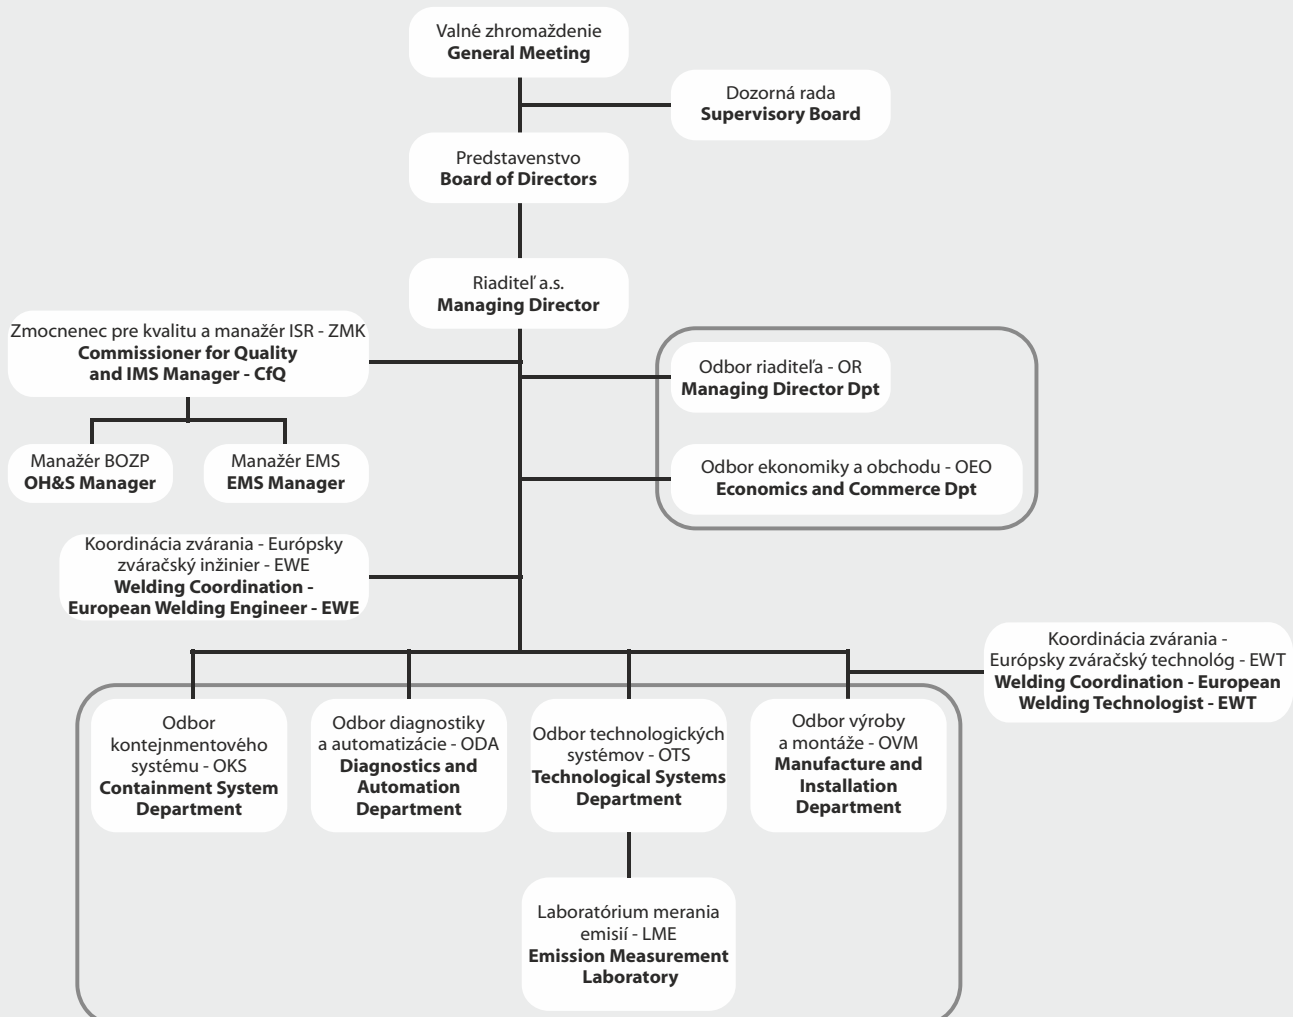 Valné zhromaždenie
General Meeting
Dozorná rada
Supervisory Board
Predstavenstvo
Board of Directors
Riaditeľ a.s.
Managing Director
Zmocnenec pre kvalitu a manažér ISR - ZMK
Commissioner for Quality
and IMS Manager - CfQ
Odbor riaditeľa - OR
Managing Director Dpt
Manažér BOZP
OH&S Manager
Manažér EMS
EMS Manager
Odbor ekonomiky a obchodu - OEO
Economics and Commerce Dpt
Koordinácia zvárania - Európsky
zváračský inžinier - EWE
Welding Coordination -
European Welding Engineer - EWE
Koordinácia zvárania -
Európsky zváračský technológ - EWT
Welding Coordination - European
Welding Technologist - EWT
Odbor
kontejnmentového
systému - OKS
Containment System
Department
Odbor diagnostiky
a automatizácie - ODA
Diagnostics and
Automation
Department
Odbor technologických
systémov - OTS
Technological Systems
Department
Odbor výroby
a montáže - OVM
Manufacture and
Installation
Department
Laboratórium merania
emisií - LME
Emission Measurement
Laboratory